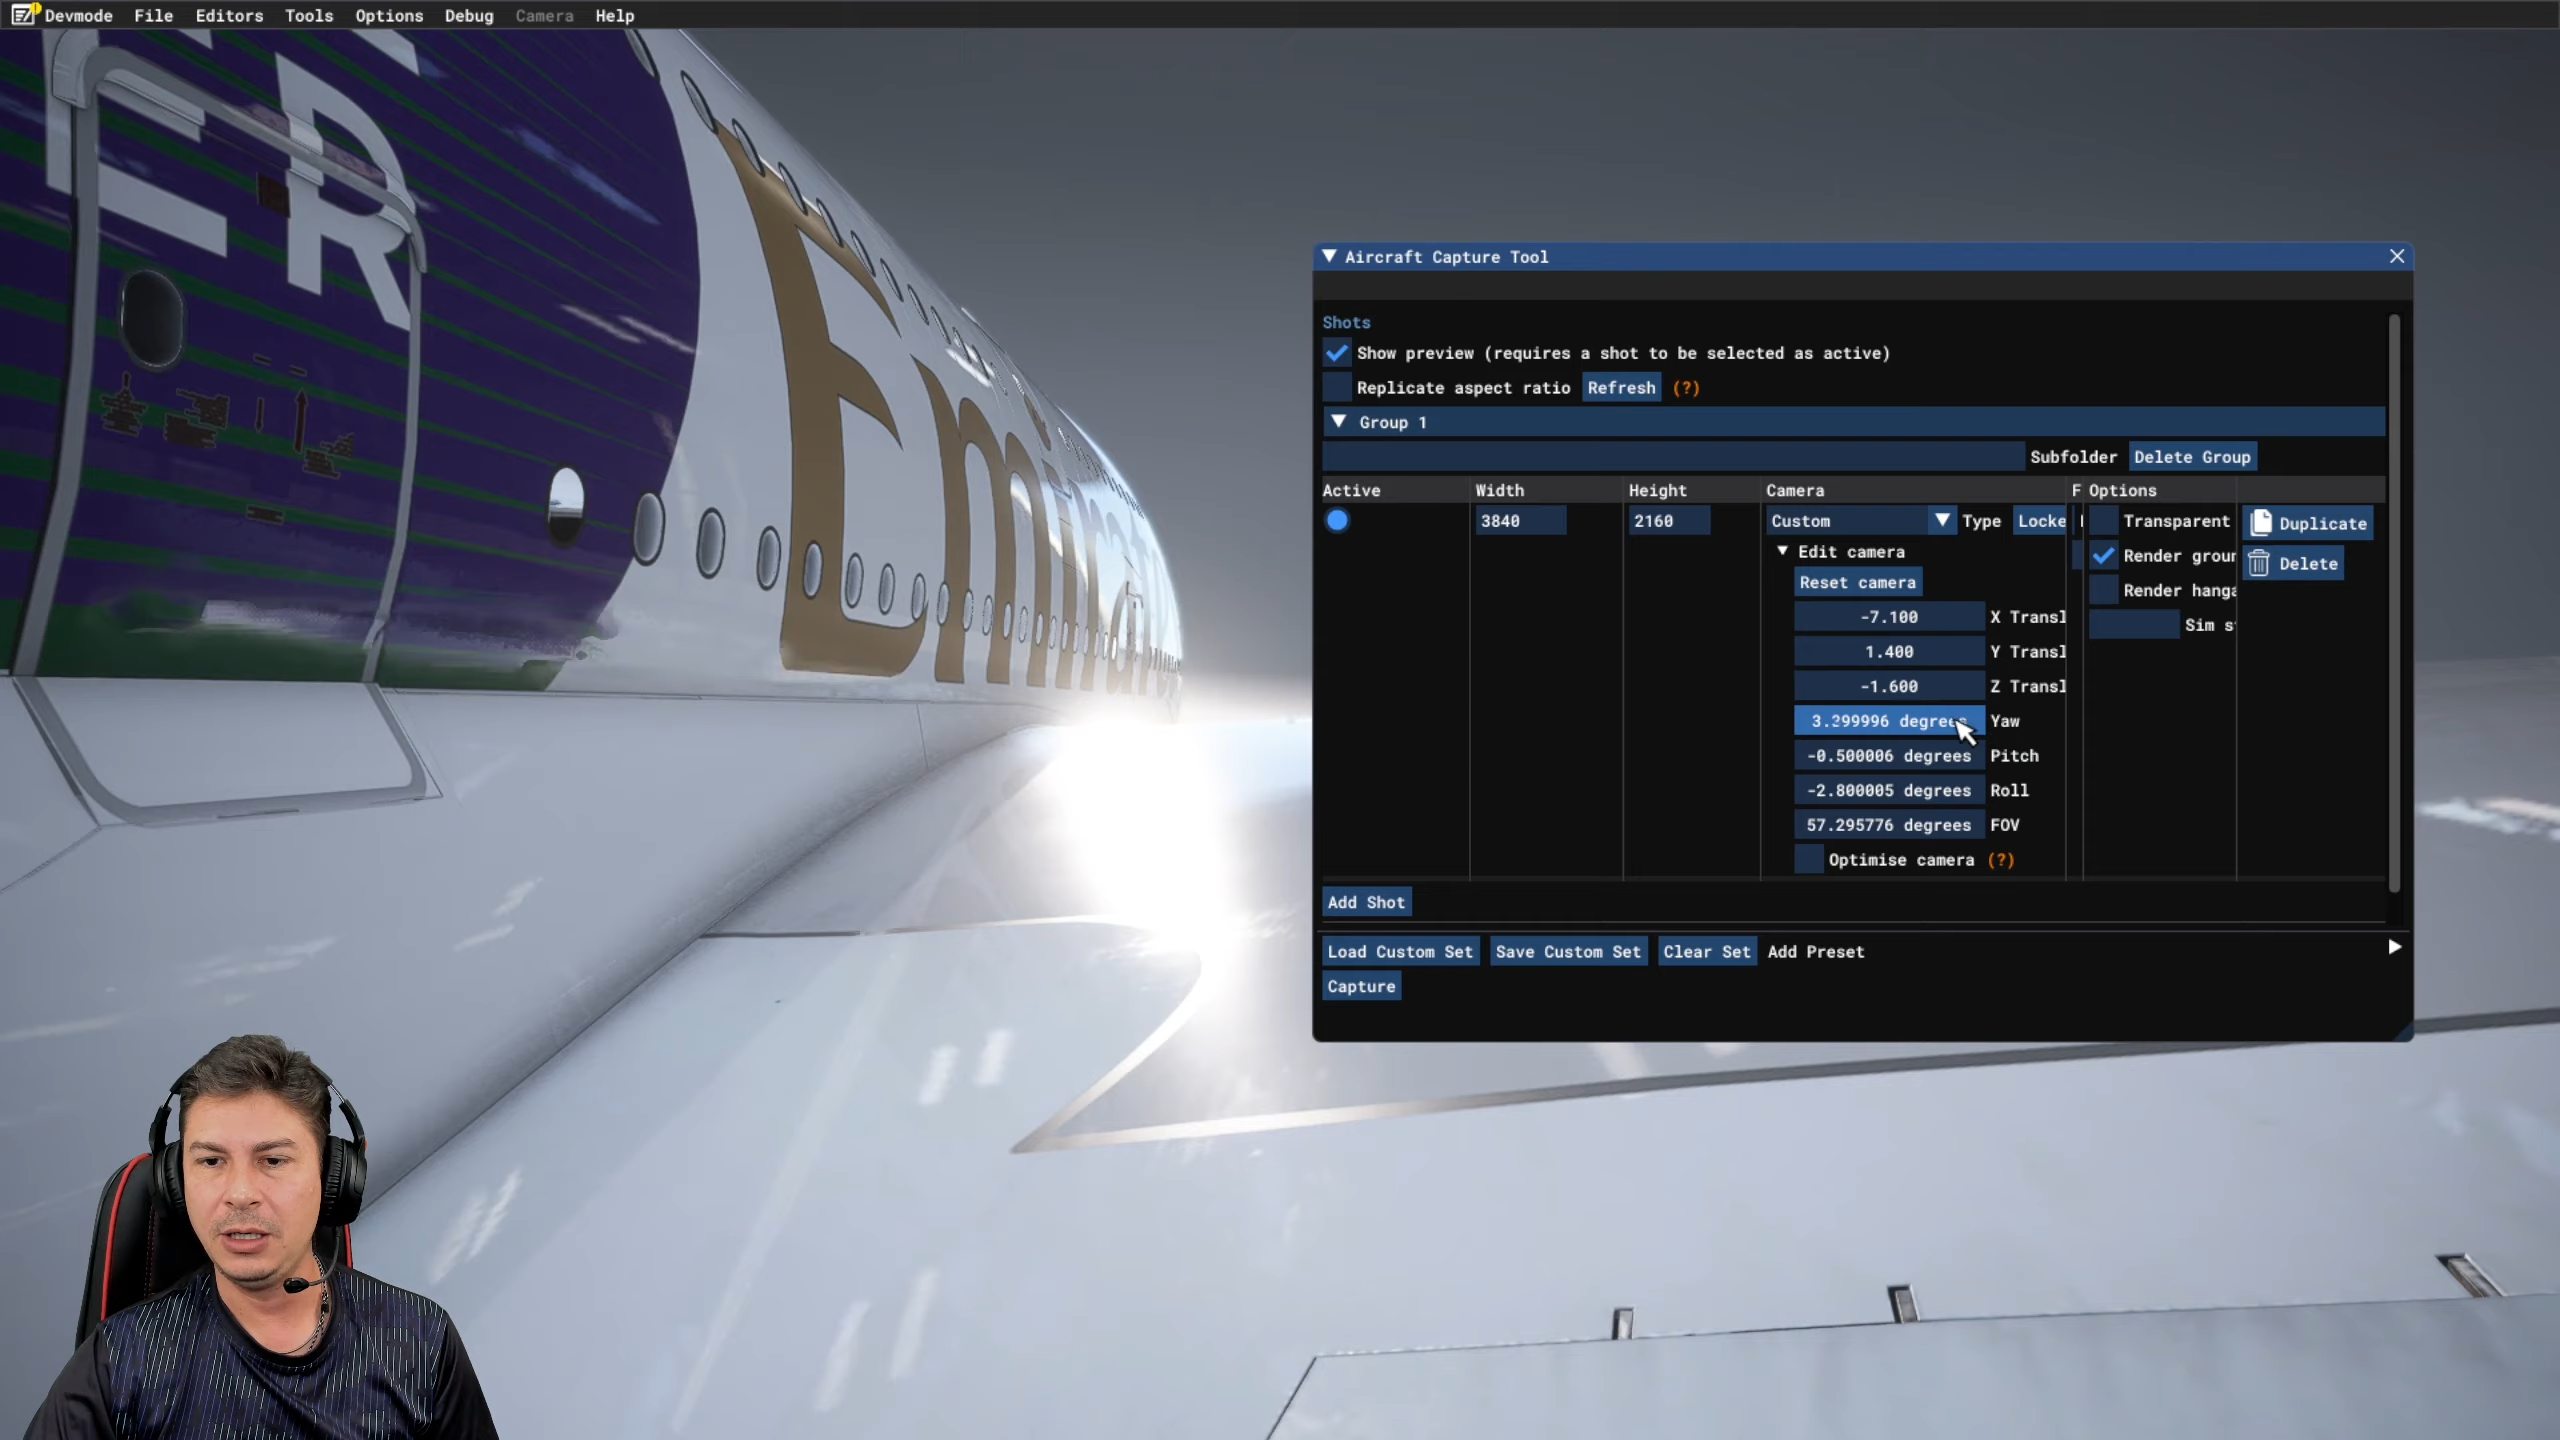 Devmode File Editors Tools Options Debug Camera Help
ER
Emirates
Aircraft Capture Tool
Shots
Show preview (requires a shot to be selected as active)
Replicate aspect ratio Refresh (?)
Group 1
Subfolder Delete Group
Active Width Height Camera F Options
3840 2160 Custom Type Locke Transparent Duplicate
Edit camera Render groun Delete
Reset camera Render hanga
-7.100 X Transl Sim s
1.400 Y Transl
-1.600 Z Transl
3.299996 degrees Yaw
-0.500006 degrees Pitch
-2.800005 degrees Roll
57.295776 degrees FOV
Optimise camera (?)
Add Shot
Load Custom Set Save Custom Set Clear Set Add Preset
Capture